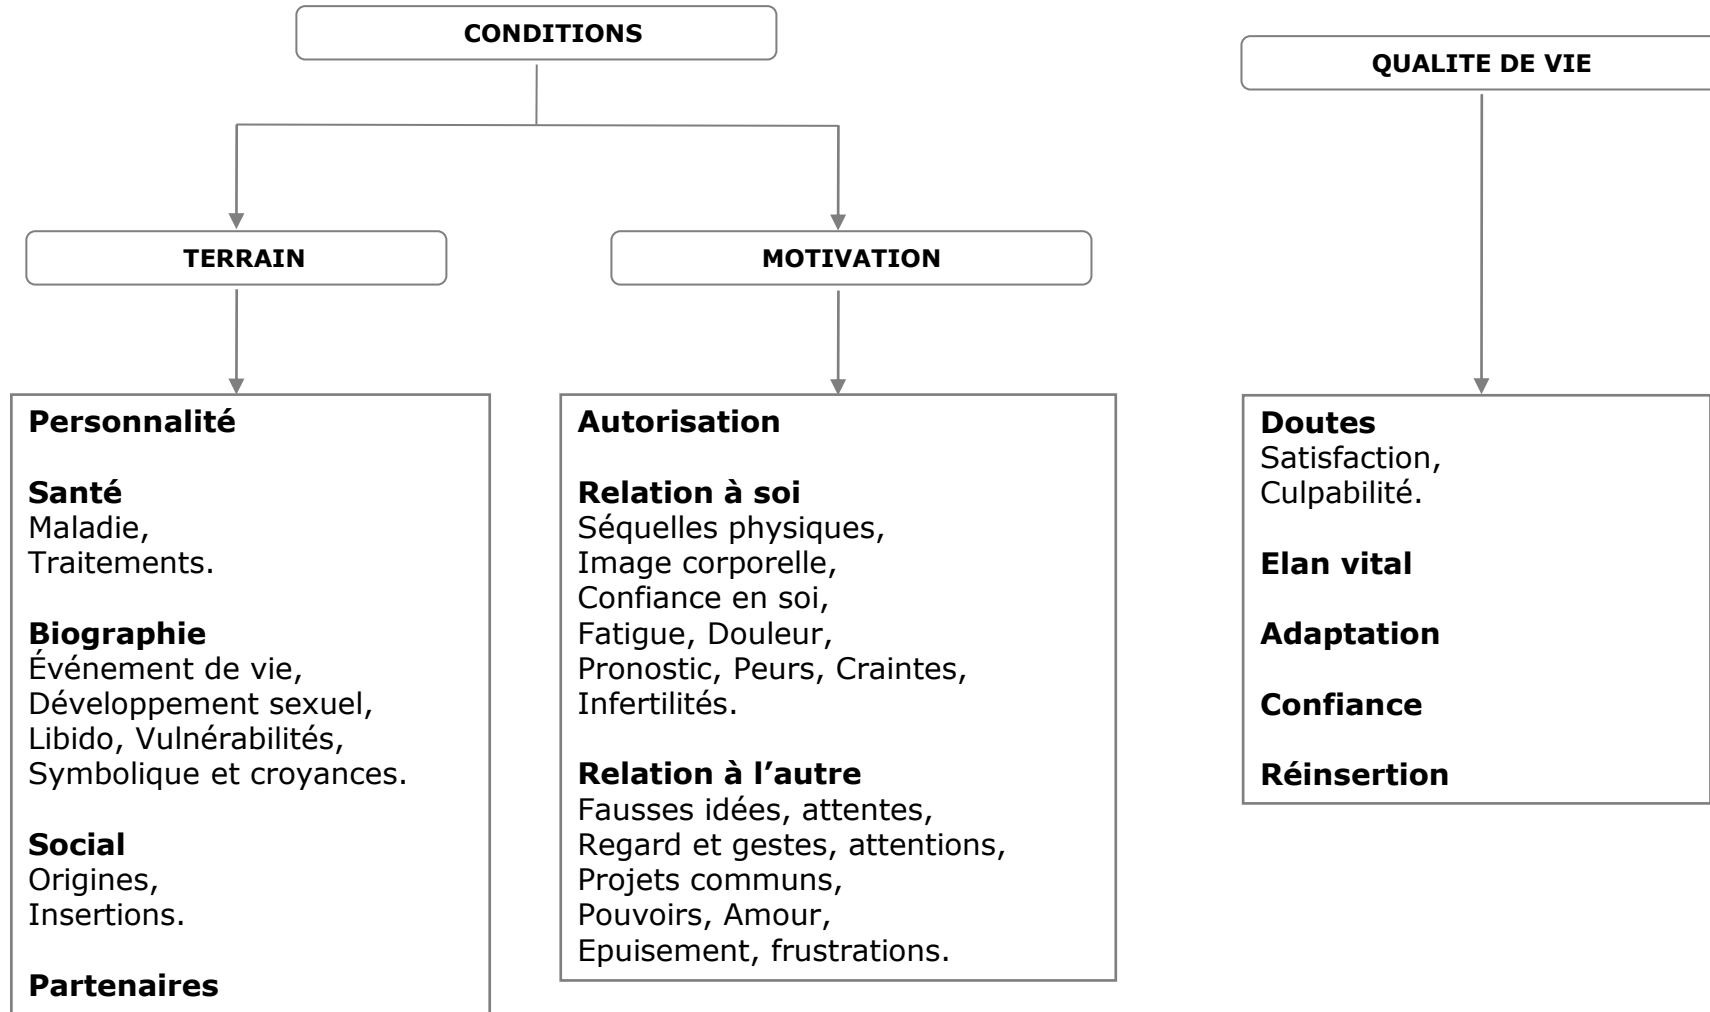 CONDITIONS
QUALITE DE VIE
TERRAIN
MOTIVATION
Personnalité
Santé
Maladie,
Traitements.
Biographie
Événement de vie,
Développement sexuel,
Libido, Vulnérabilités,
Symbolique et croyances.
Social
Origines,
Insertions.
Partenaires
Autorisation
Relation à soi
Séquelles physiques,
Image corporelle,
Confiance en soi,
Fatigue, Douleur,
Pronostic, Peurs, Craintes,
Infertilités.
Relation à l’autre
Fausses idées, attentes,
Regard et gestes, attentions,
Projets communs,
Pouvoirs, Amour,
Epuisement, frustrations.
Doutes
Satisfaction,
Culpabilité.
Elan vital
Adaptation
Confiance
Réinsertion